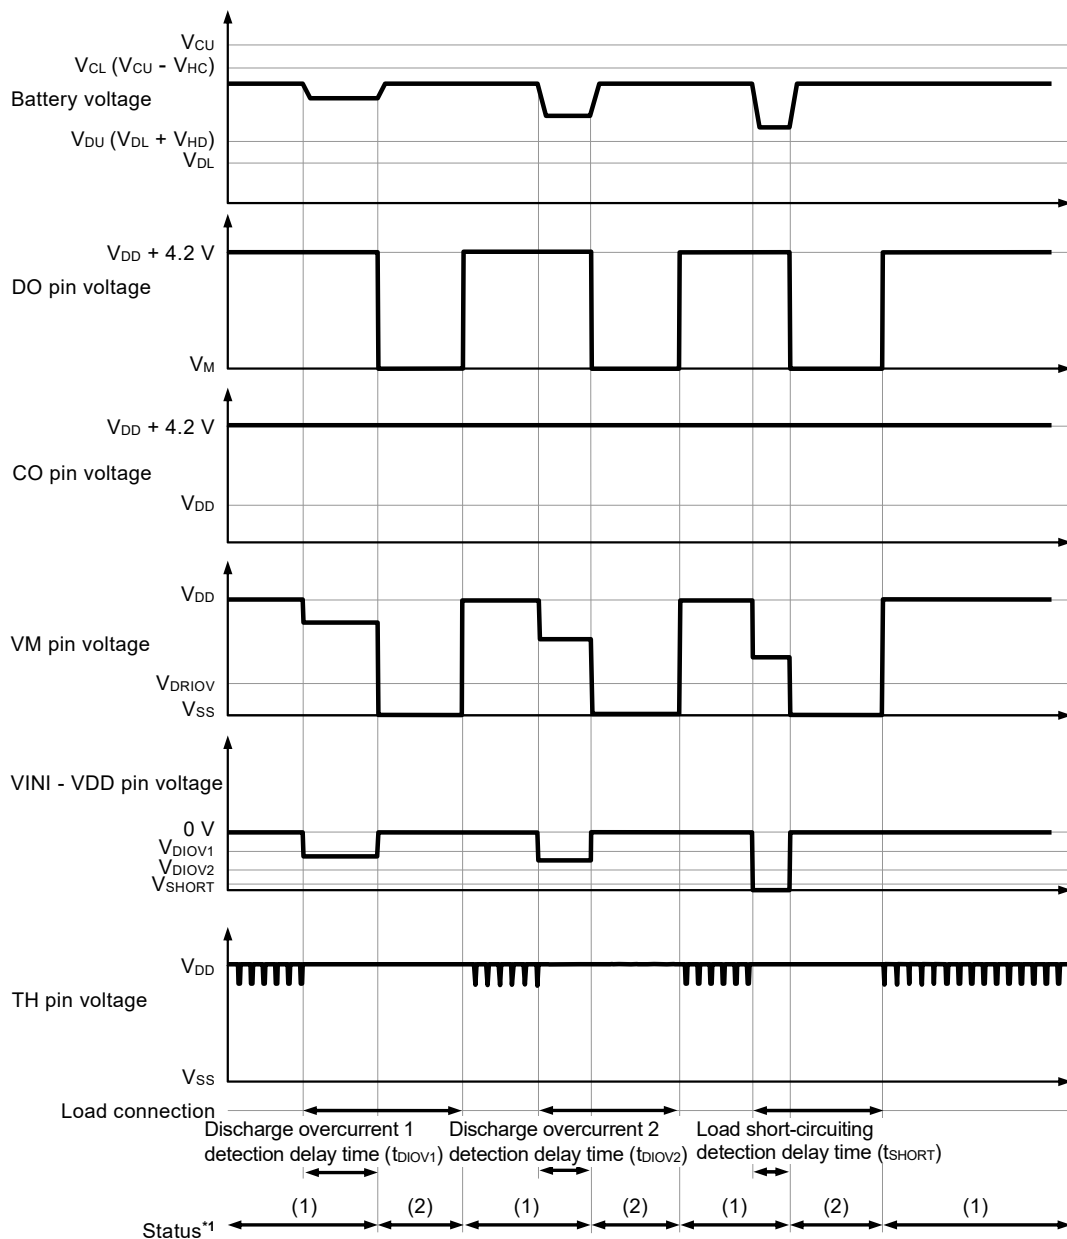 VCU
VCL (VCU - VHC)
Battery voltage
VDU (VDL + VHD)
VDL
VDD + 4.2 V
DO pin voltage
VM
VDD + 4.2 V
CO pin voltage
VDD
VDD
VM pin voltage
VDRIOV
VSS
VINI - VDD pin voltage
0 V
VDIOV1
VDIOV2
VSHORT
VDD
TH pin voltage
VSS
Load connection
Discharge overcurrent 1
detection delay time (tDIOV1)
Discharge overcurrent 2
detection delay time (tDIOV2)
Load short-circuiting
detection delay time (tSHORT)
(1) (2) (1) (2) (1) (2) (1)
Status*1